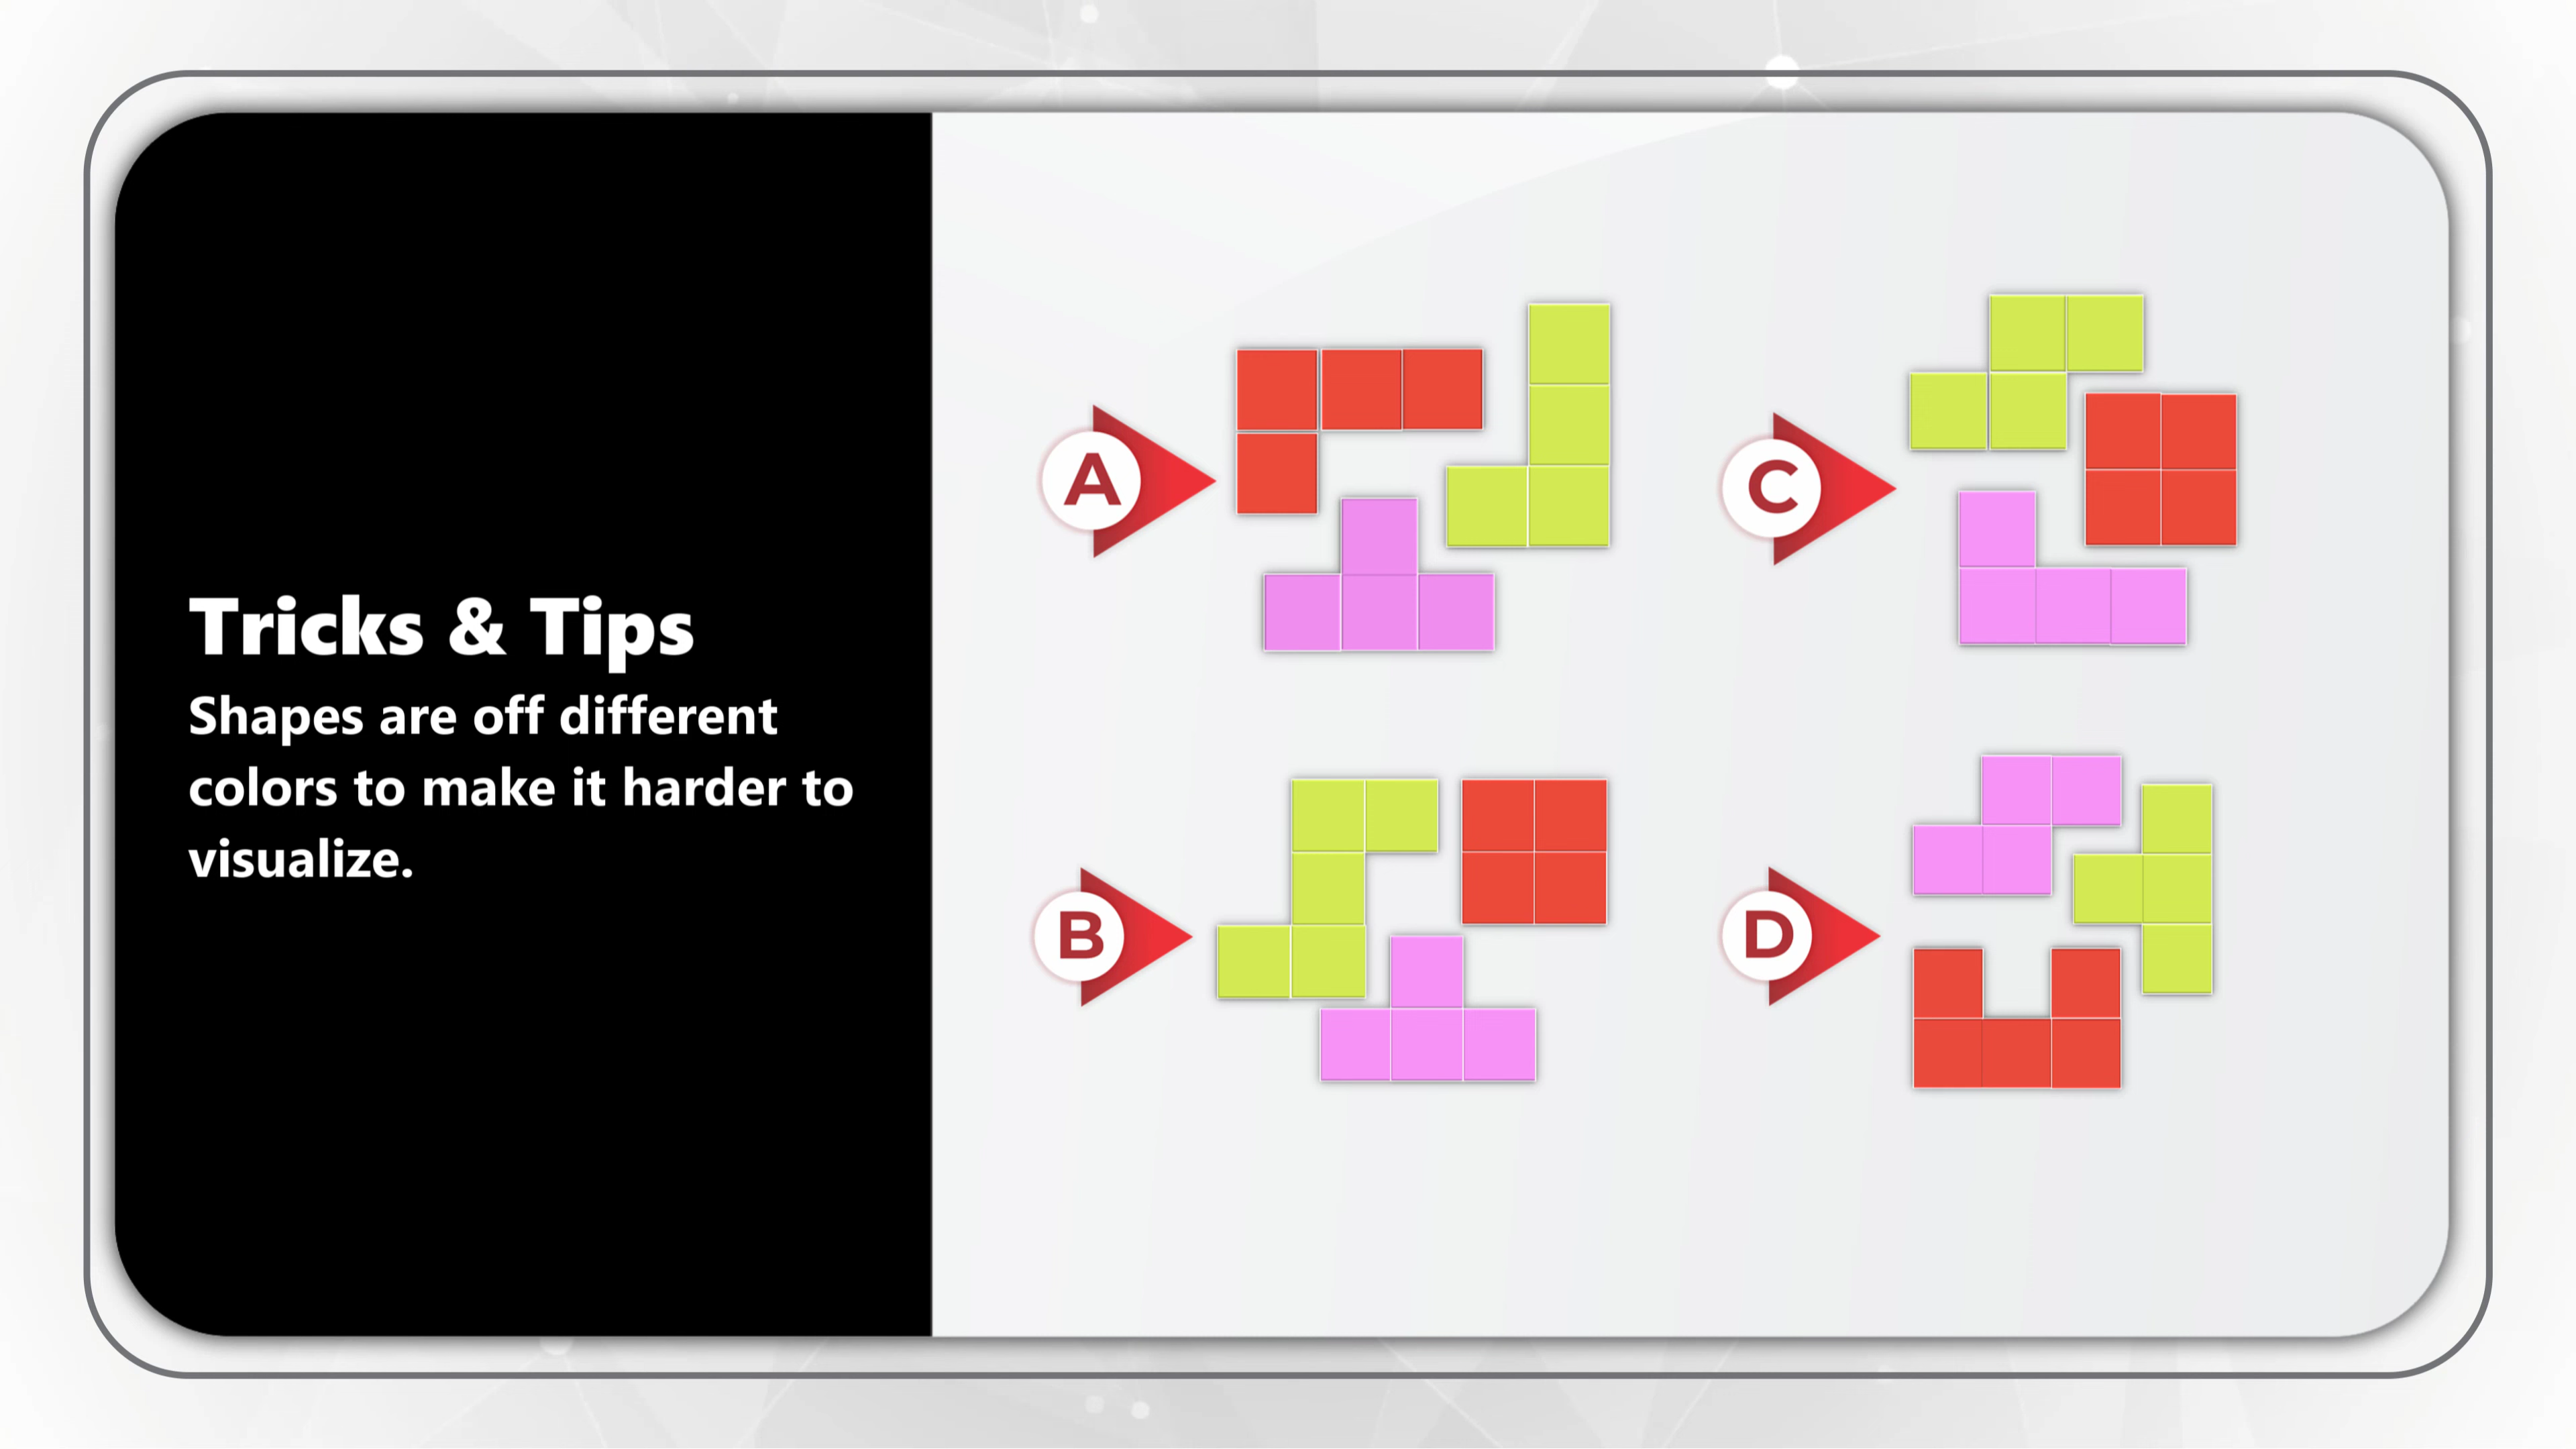 Tricks & Tips
Shapes are off different
colors to make it harder to
visualize.
A
C
B
D